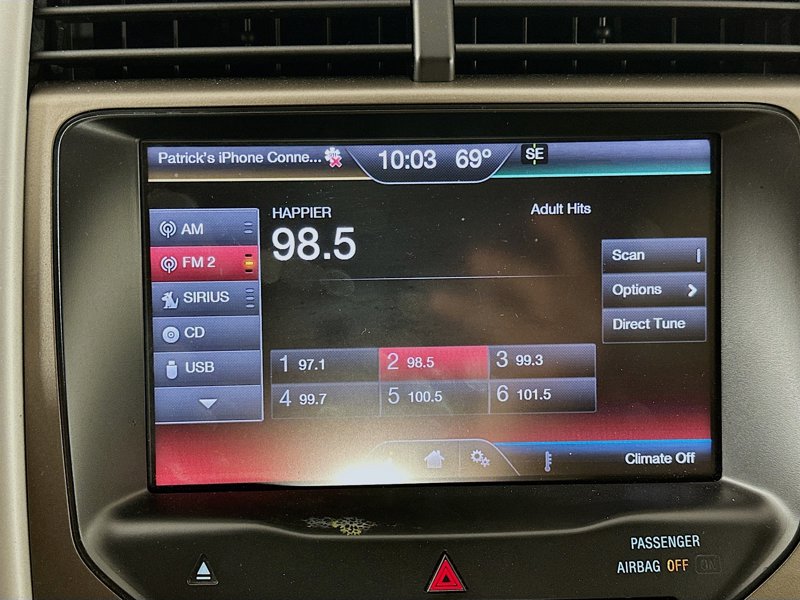 Patrick's iPhone Conne... 10:03 69° SE
HAPPIER Adult Hits
98.5
AM
FM 2
SIRIUS
CD
USB
Scan
Options
Direct Tune
1 97.1 2 98.5 3 99.3
4 99.7 5 100.5 6 101.5
Climate Off
PASSENGER
AIRBAG OFF ON